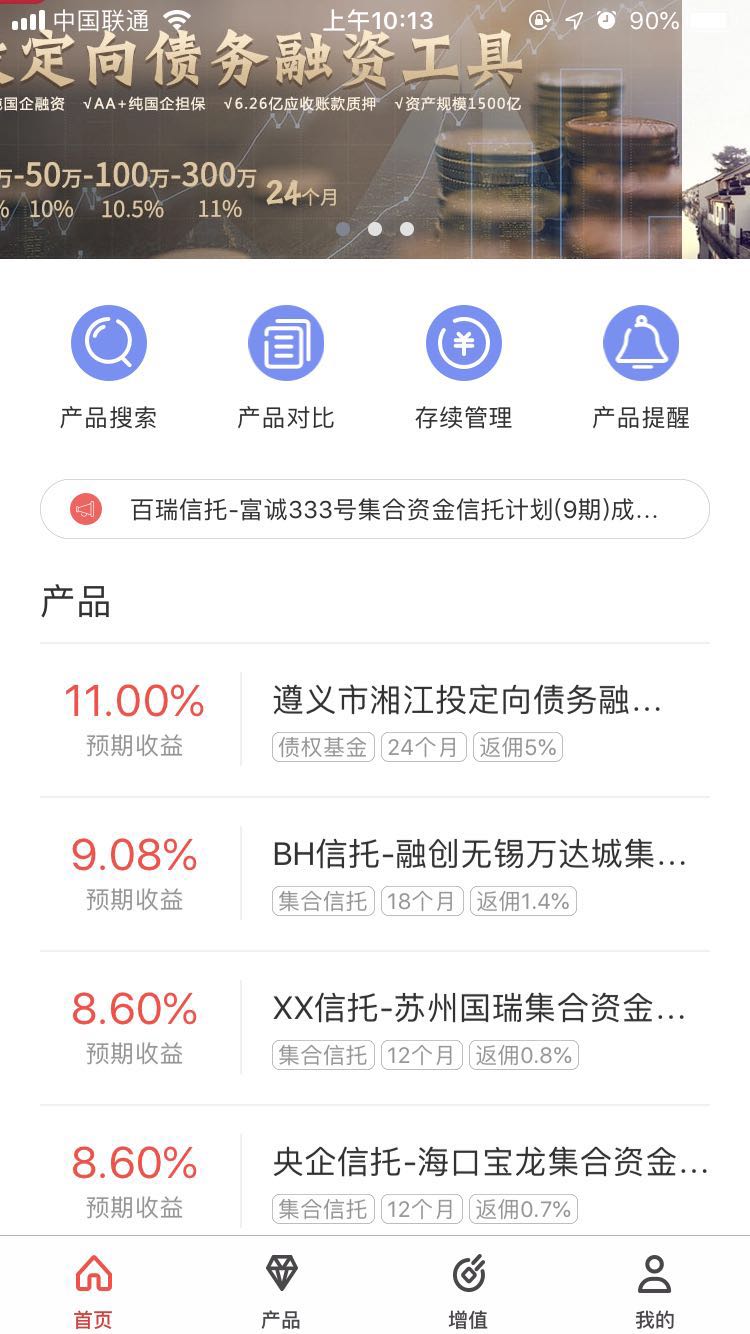 中国联通
上午10:13
90%
定向债务融资工具
国企融资 √AA+纯国企担保 √6.26亿应收账款质押 √资产规模1500亿
万-50万-100万-300万
% 10% 10.5% 11%
24个月
产品搜索
产品对比
存续管理
产品提醒
百瑞信托-富诚333号集合资金信托计划(9期)成...
产品
11.00%
预期收益
遵义市湘江投定向债务融...
债权基金 24个月 返佣5%
9.08%
预期收益
BH信托-融创无锡万达城集...
集合信托 18个月 返佣1.4%
8.60%
预期收益
XX信托-苏州国瑞集合资金...
集合信托 12个月 返佣0.8%
8.60%
预期收益
央企信托-海口宝龙集合资金...
集合信托 12个月 返佣0.7%
首页
产品
增值
我的